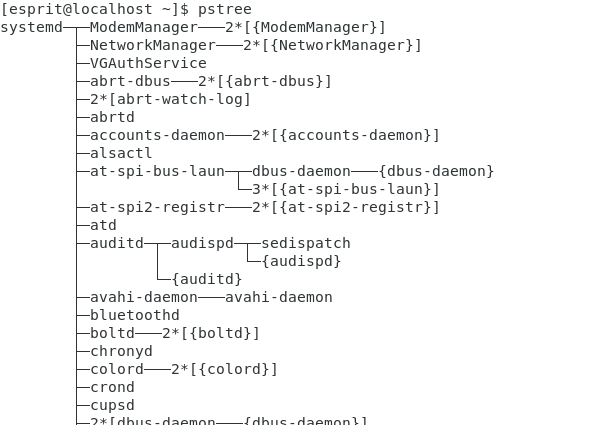 [esprit@localhost ~]$ pstree
systemd─┬─ModemManager───2*[{ModemManager}]
        ├─NetworkManager───2*[{NetworkManager}]
        ├─VGAuthService
        ├─abrt-dbus───2*[{abrt-dbus}]
        ├─2*[abrt-watch-log]
        ├─abrtd
        ├─accounts-daemon───2*[{accounts-daemon}]
        ├─alsactl
        ├─at-spi-bus-laun─┬─dbus-daemon───{dbus-daemon}
        │                 └─3*[{at-spi-bus-laun}]
        ├─at-spi2-registr───2*[{at-spi2-registr}]
        ├─atd
        ├─auditd─┬─audispd─┬─sedispatch
        │        │         └─{audispd}
        │        └─{auditd}
        ├─avahi-daemon───avahi-daemon
        ├─bluetoothd
        ├─boltd───2*[{boltd}]
        ├─chronyd
        ├─colord───2*[{colord}]
        ├─crond
        ├─cupsd
        ├─2*[dbus-daemon───{dbus-daemon}]